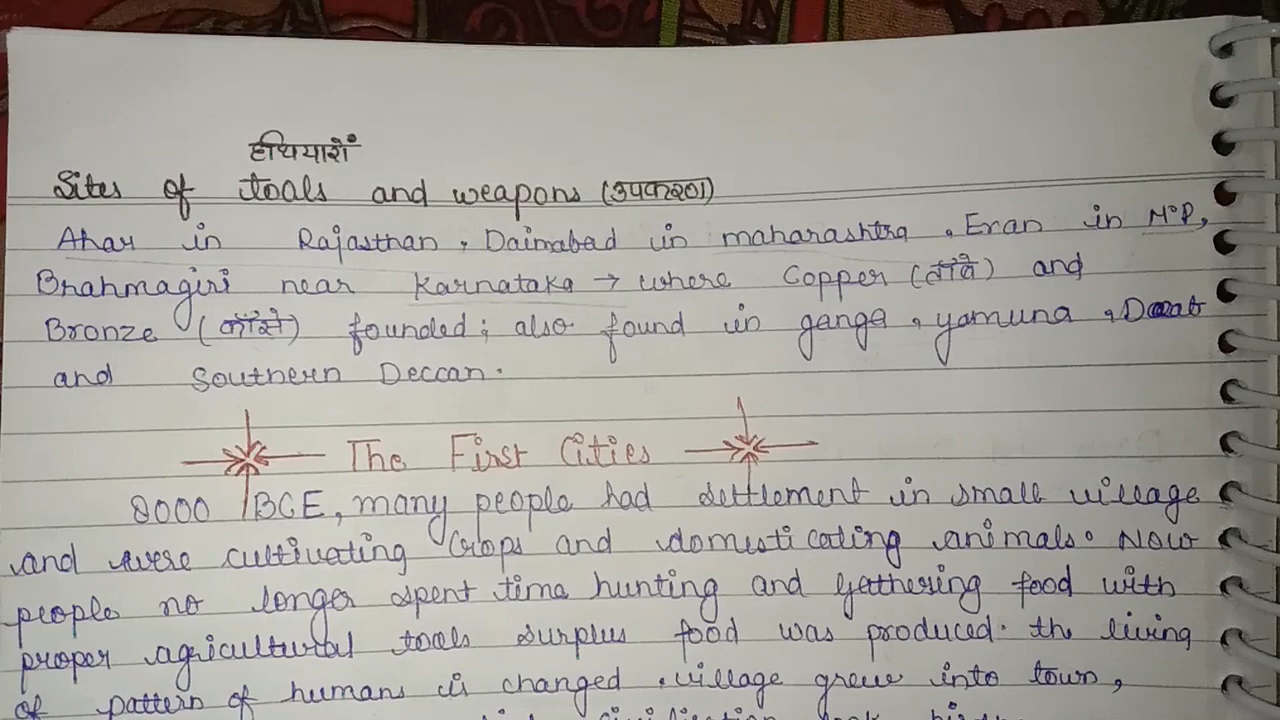 हथियारों
Sites of toals and weapons (उपकरण)
Ahar in Rajasthan, Daimabad in maharashtra, Eran in M.P,
Brahmagiri near Karnataka → where Copper (ताँबे) and
Bronze (काँसे) founded; also found in ganga, yamuna,
and Southern Deccan.
The First Cities
8000 BCE, many people had settlement in small village
and were cultivating crops and domesticating animals. Now
people no longer spent time hunting and gathering food with
proper agricultural tools surplus food was produced. the living
of pattern of humans is changed village grew into town,